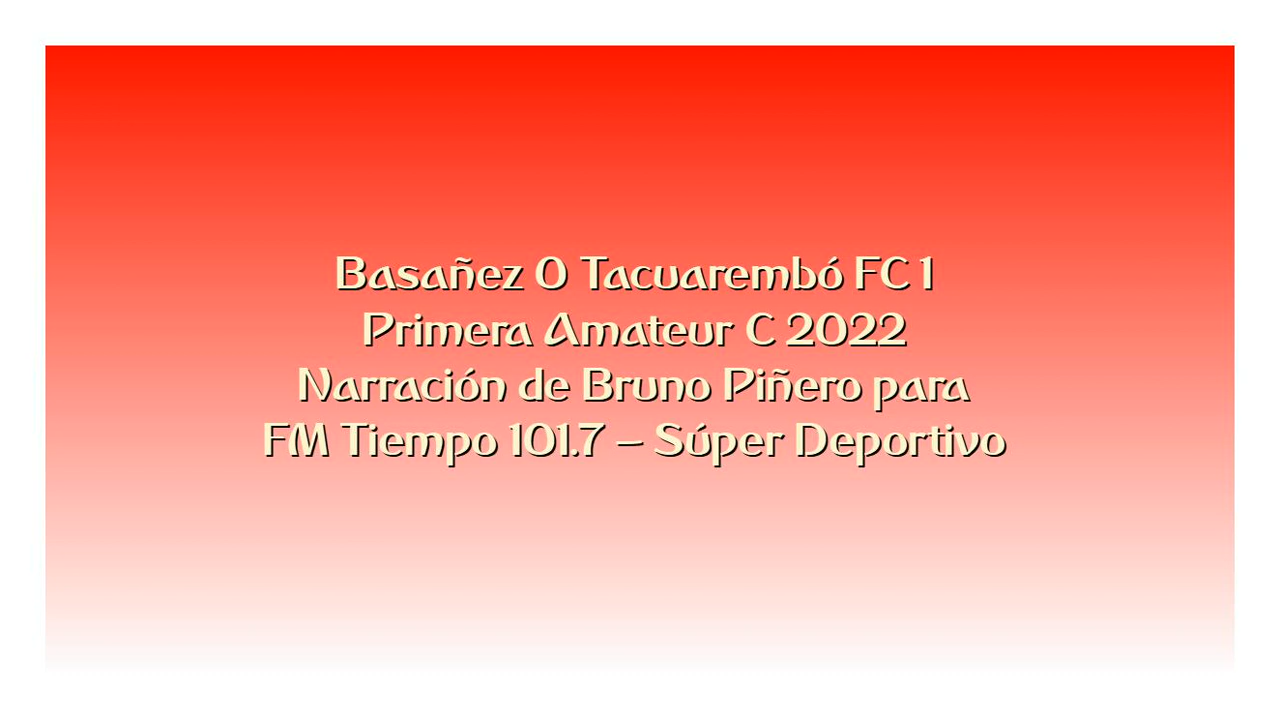 Basañez 0 Tacuarembó FC 1
Primera Amateur C 2022
Narración de Bruno Piñero para
FM Tiempo 101.7 – Súper Deportivo